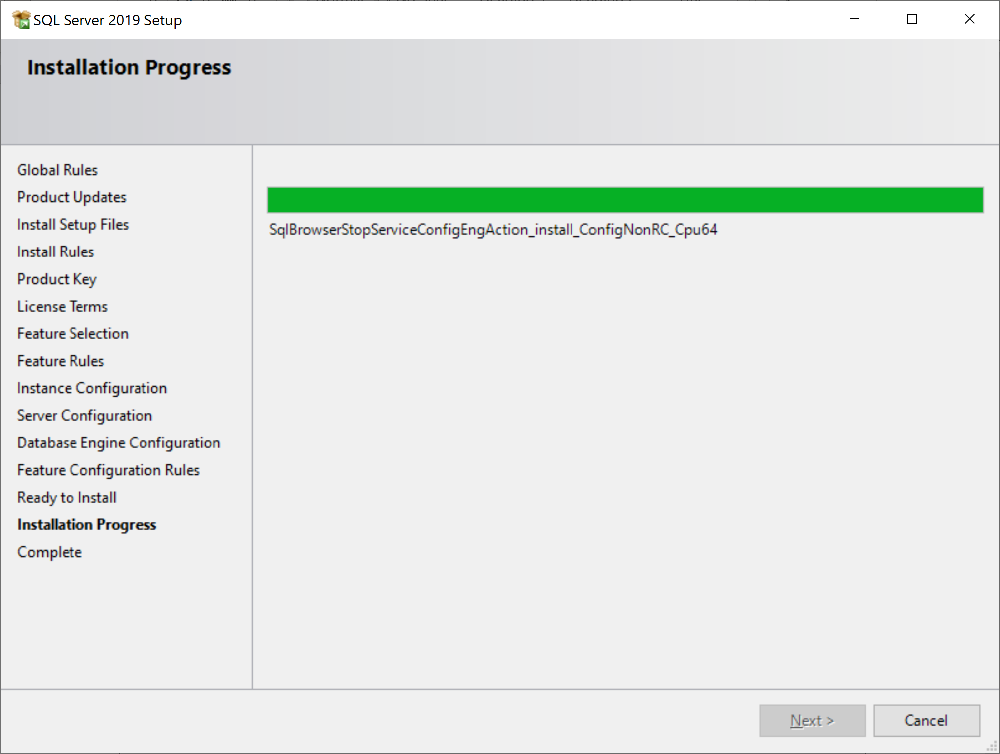 SQL Server 2019 Setup
Installation Progress
Global Rules
Product Updates
Install Setup Files
Install Rules
Product Key
License Terms
Feature Selection
Feature Rules
Instance Configuration
Server Configuration
Database Engine Configuration
Feature Configuration Rules
Ready to Install
Installation Progress
Complete
SqlBrowserStopServiceConfigEngAction_install_ConfigNonRC_Cpu64
Next >
Cancel